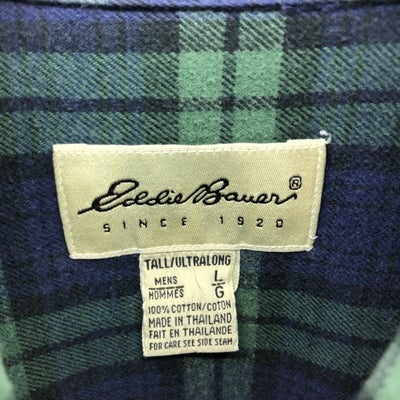 Eddie Bauer®
SINCE 1920
TALL/ULTRALONG
MENS L
HOMMES G
100% COTTON/COTON
MADE IN THAILAND
FAIT EN THAILANDE
FOR CARE SEE SIDE SEAM